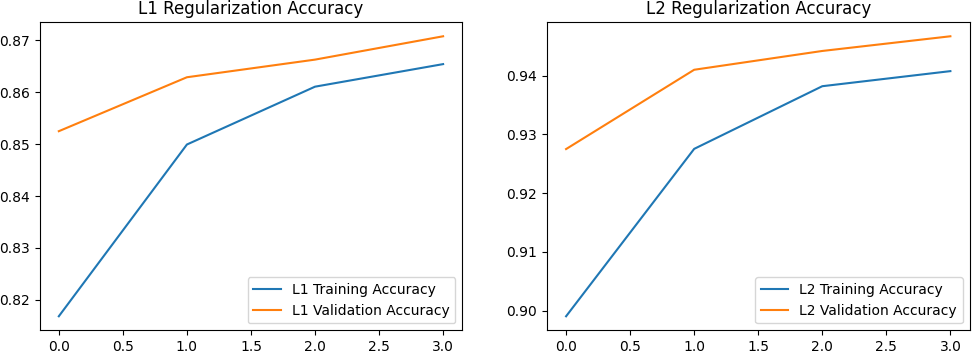 L1 Regularization Accuracy
0.87
0.86
0.85
0.84
0.83
0.82
L1 Training Accuracy
L1 Validation Accuracy
0.0 0.5 1.0 1.5 2.0 2.5 3.0
L2 Regularization Accuracy
0.94
0.93
0.92
0.91
0.90
L2 Training Accuracy
L2 Validation Accuracy
0.0 0.5 1.0 1.5 2.0 2.5 3.0